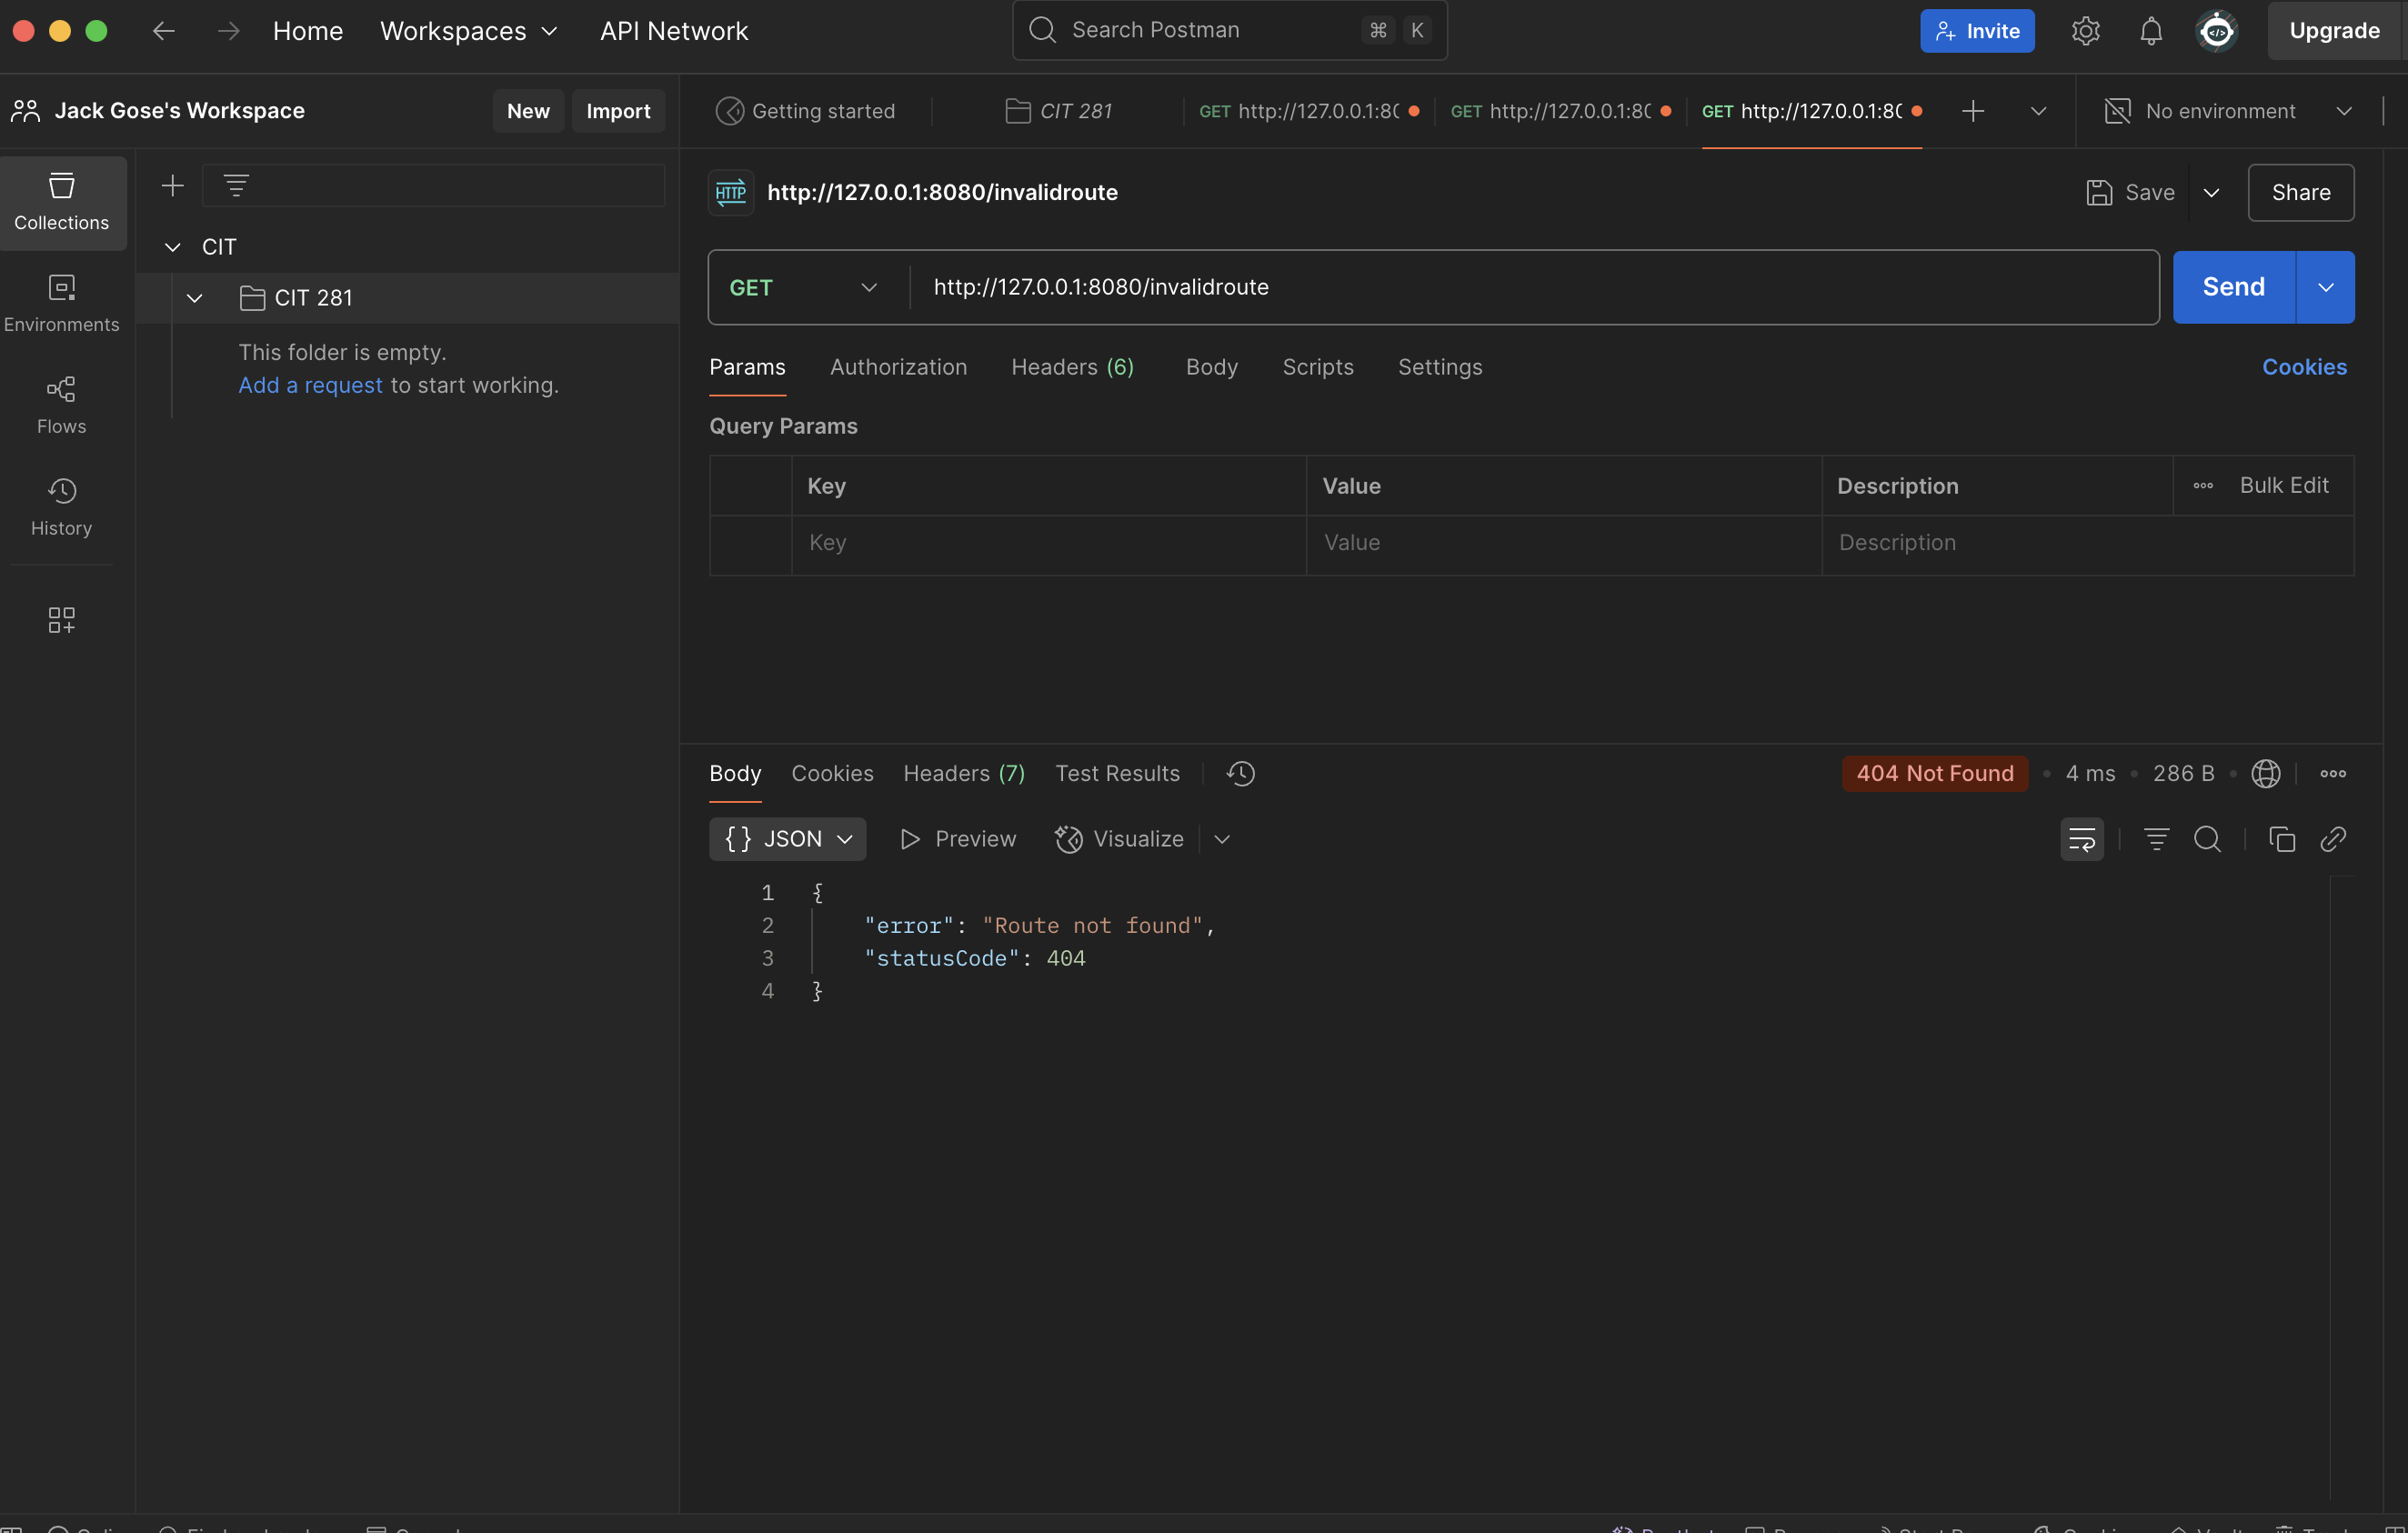 Home Workspaces API Network Search Postman ⌘ K Invite Upgrade
Jack Gose's Workspace New Import Getting started CIT 281 GET http://127.0.0.1:80 GET http://127.0.0.1:80 GET http://127.0.0.1:80 No environment
Collections
Environments
Flows
History
CIT
CIT 281
This folder is empty.
Add a request to start working.
HTTP http://127.0.0.1:8080/invalidroute Save Share
GET http://127.0.0.1:8080/invalidroute Send
Params Authorization Headers (6) Body Scripts Settings Cookies
Query Params
Key Value Description Bulk Edit
Key Value Description
Body Cookies Headers (7) Test Results 404 Not Found • 4 ms • 286 B
{ } JSON Preview Visualize
1 {
2 "error": "Route not found",
3 "statusCode": 404
4 }